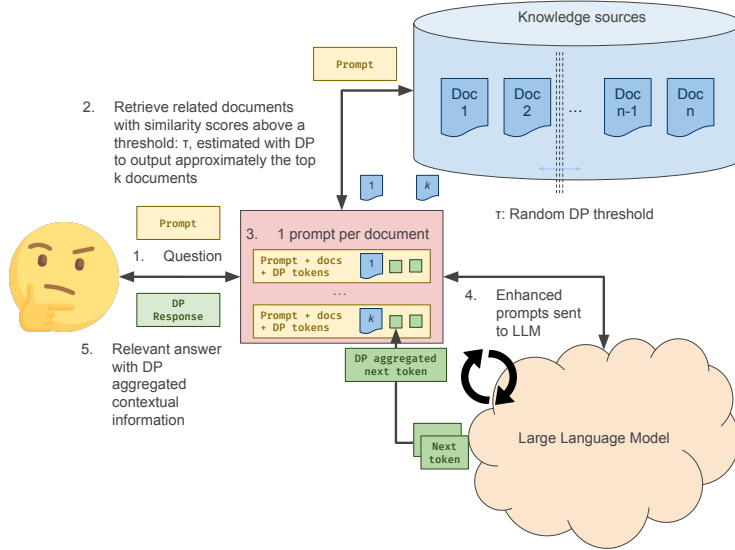 Knowledge sources
Prompt
Doc
1
Doc
2
...
Doc
n-1
Doc
n
2. Retrieve related documents
with similarity scores above a
threshold: τ, estimated with DP
to output approximately the top
k documents
1
k
τ: Random DP threshold
Prompt
1. Question
DP
Response
3. 1 prompt per document
Prompt + docs
+ DP tokens
1
...
Prompt + docs
+ DP tokens
k
4. Enhanced
prompts sent
to LLM
5. Relevant answer
with DP
aggregated
contextual
information
DP aggregated
next token
Next
token
Large Language Model